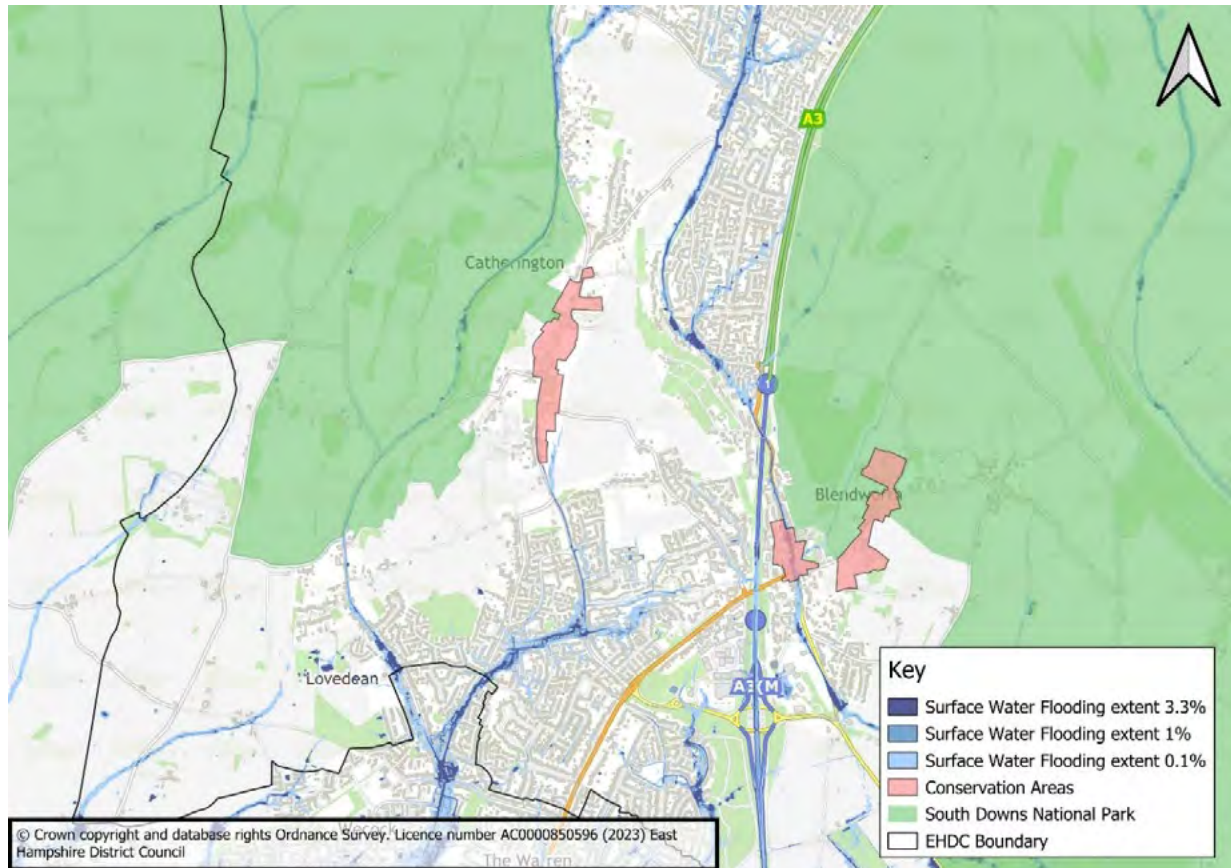 A3
Catherington
1
Blendworth
Lovedean
A3(M)
Key
Surface Water Flooding extent 3.3%
Surface Water Flooding extent 1%
Surface Water Flooding extent 0.1%
Conservation Areas
South Downs National Park
EHDC Boundary
Wecock
© Crown copyright and database rights Ordnance Survey. Licence number AC0000850596 (2023) East
Hampshire District Council
The Warren